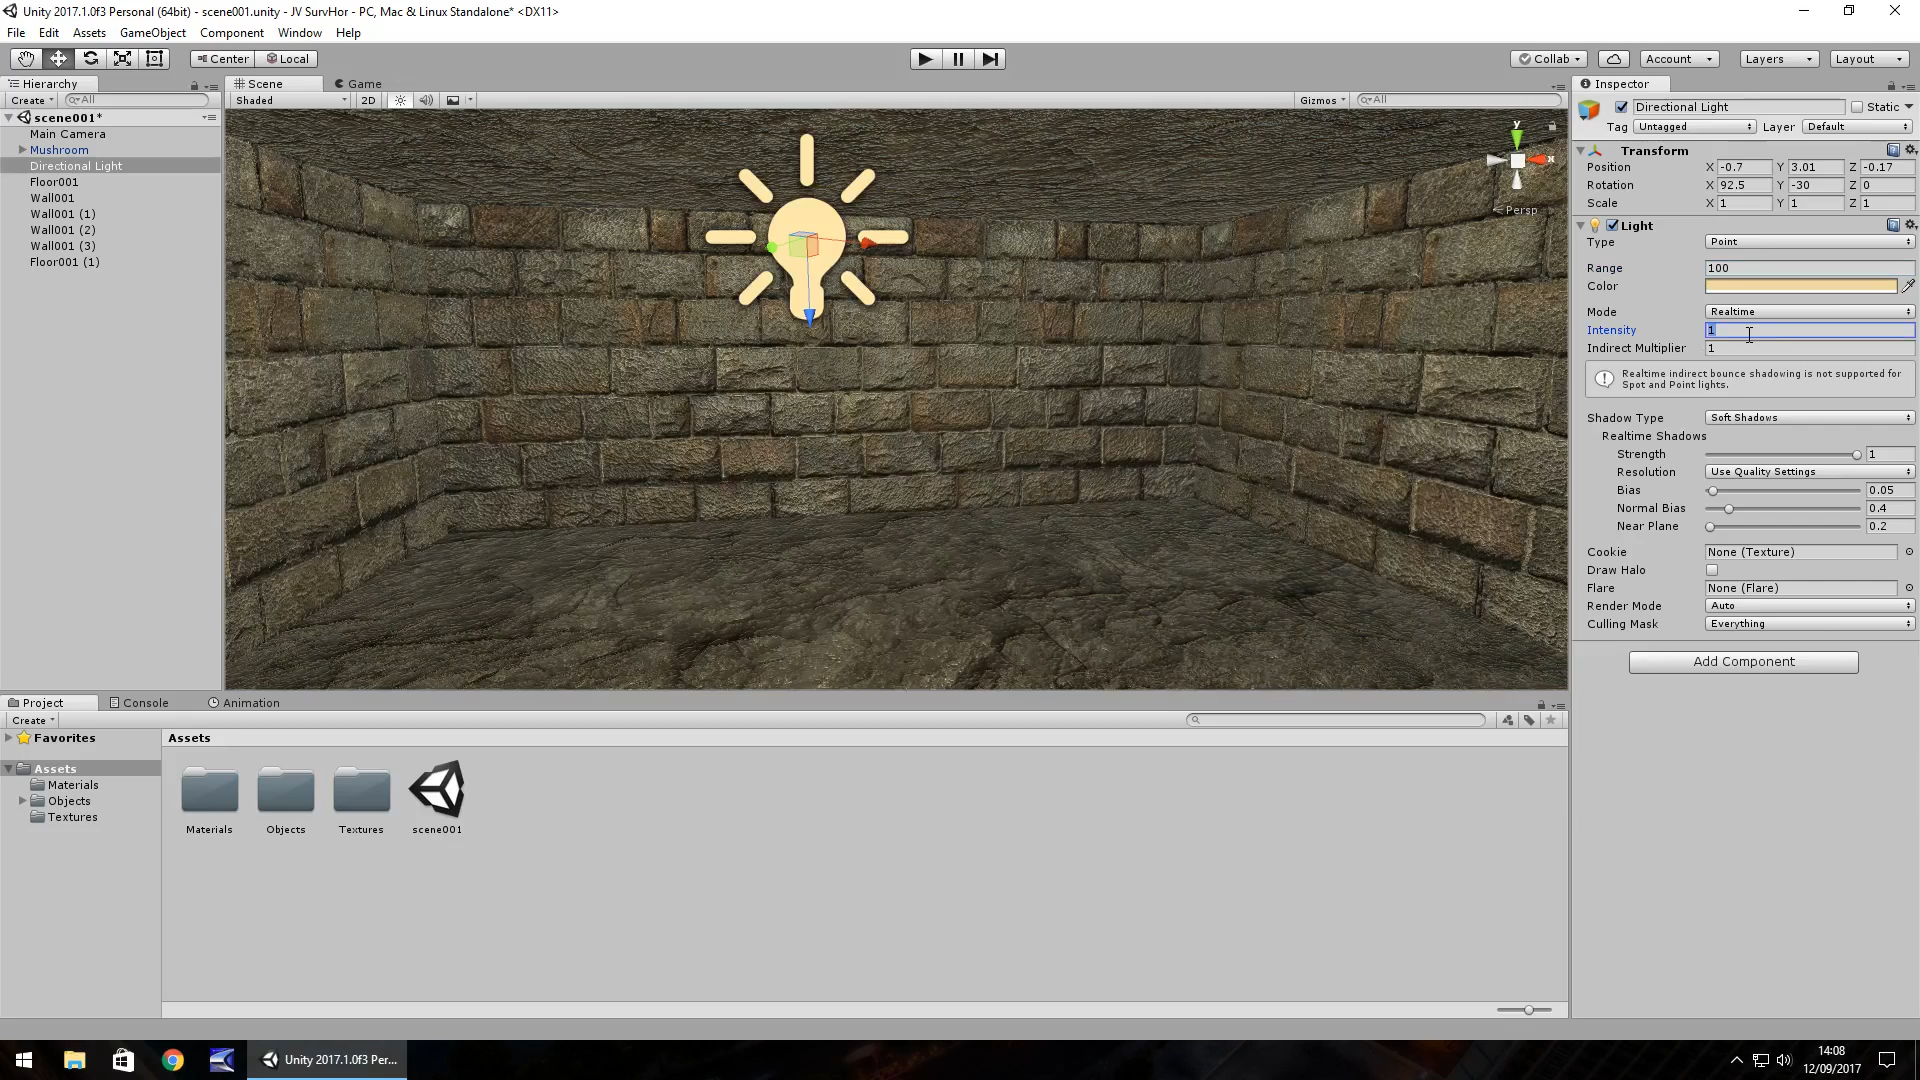 Unity 2017.1.0f3 Personal (64bit) - scene001.unity - JV SurvHor - PC, Mac & Linux Standalone* <DX11>
File Edit Assets GameObject Component Window Help
Center Local Collab Account Layers Layout
Hierarchy Scene Game Inspector
Create All Shaded 2D Gizmos All Directional Light Static
scene001*
Tag Untagged Layer Default
Main Camera
Mushroom
Directional Light
Floor001
Wall001
Wall001 (1)
Wall001 (2)
Wall001 (3)
Floor001 (1)
y
x
Persp
Transform
Position X -0.7 Y 3.01 Z -0.17
Rotation X 92.5 Y -30 Z 0
Scale X 1 Y 1 Z 1
Light
Type Point
Range 100
Color
Mode Realtime
Intensity 1
Indirect Multiplier 1
Realtime indirect bounce shadowing is not supported for
Spot and Point lights.
Shadow Type Soft Shadows
Realtime Shadows
Strength 1
Resolution Use Quality Settings
Bias 0.05
Normal Bias 0.4
Near Plane 0.2
Cookie None (Texture)
Draw Halo
Flare None (Flare)
Render Mode Auto
Culling Mask Everything
Add Component
Project Console Animation
Create
Favorites
Assets
Materials
Objects
Textures
Assets
Materials Objects Textures scene001
Unity 2017.1.0f3 Per...
14:08
12/09/2017